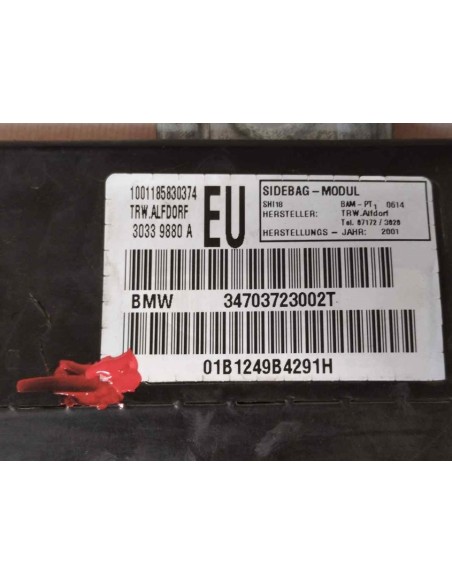 1001185830374
TRW.ALFDORF
3033 9880 A
EU
SIDEBAG-MODUL
SHI18 BAM-PT1 0614
HERSTELLER: TRW.Alfdorf
Tel. 07172 / 3026
HERSTELLUNGS-JAHR: 2001
BMW 34703723002T
01B1249B4291H